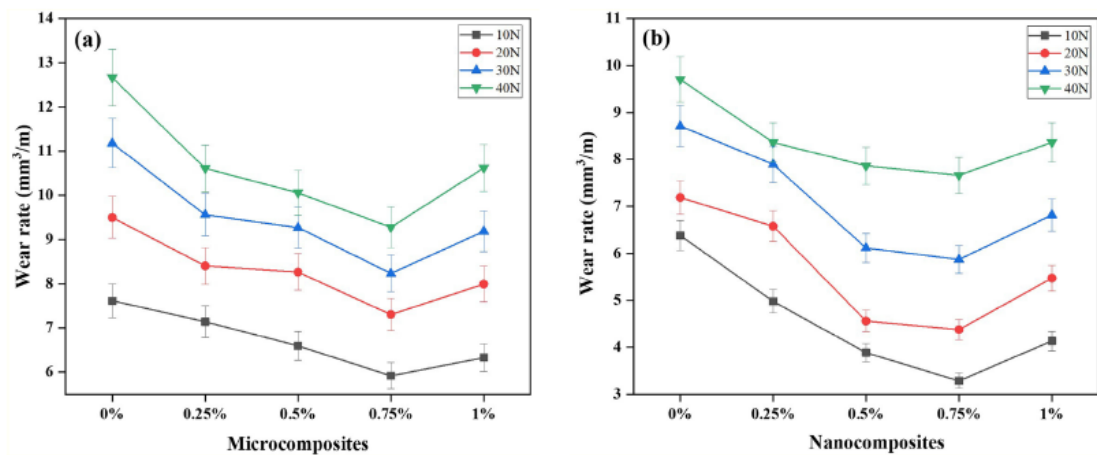 (a)
10N
20N
30N
40N
Wear rate (mm³/m)
14
13
12
11
10
9
8
7
6
0% 0.25% 0.5% 0.75% 1%
Microcomposites
(b)
10N
20N
30N
40N
Wear rate (mm³/m)
11
10
9
8
7
6
5
4
3
0% 0.25% 0.5% 0.75% 1%
Nanocomposites